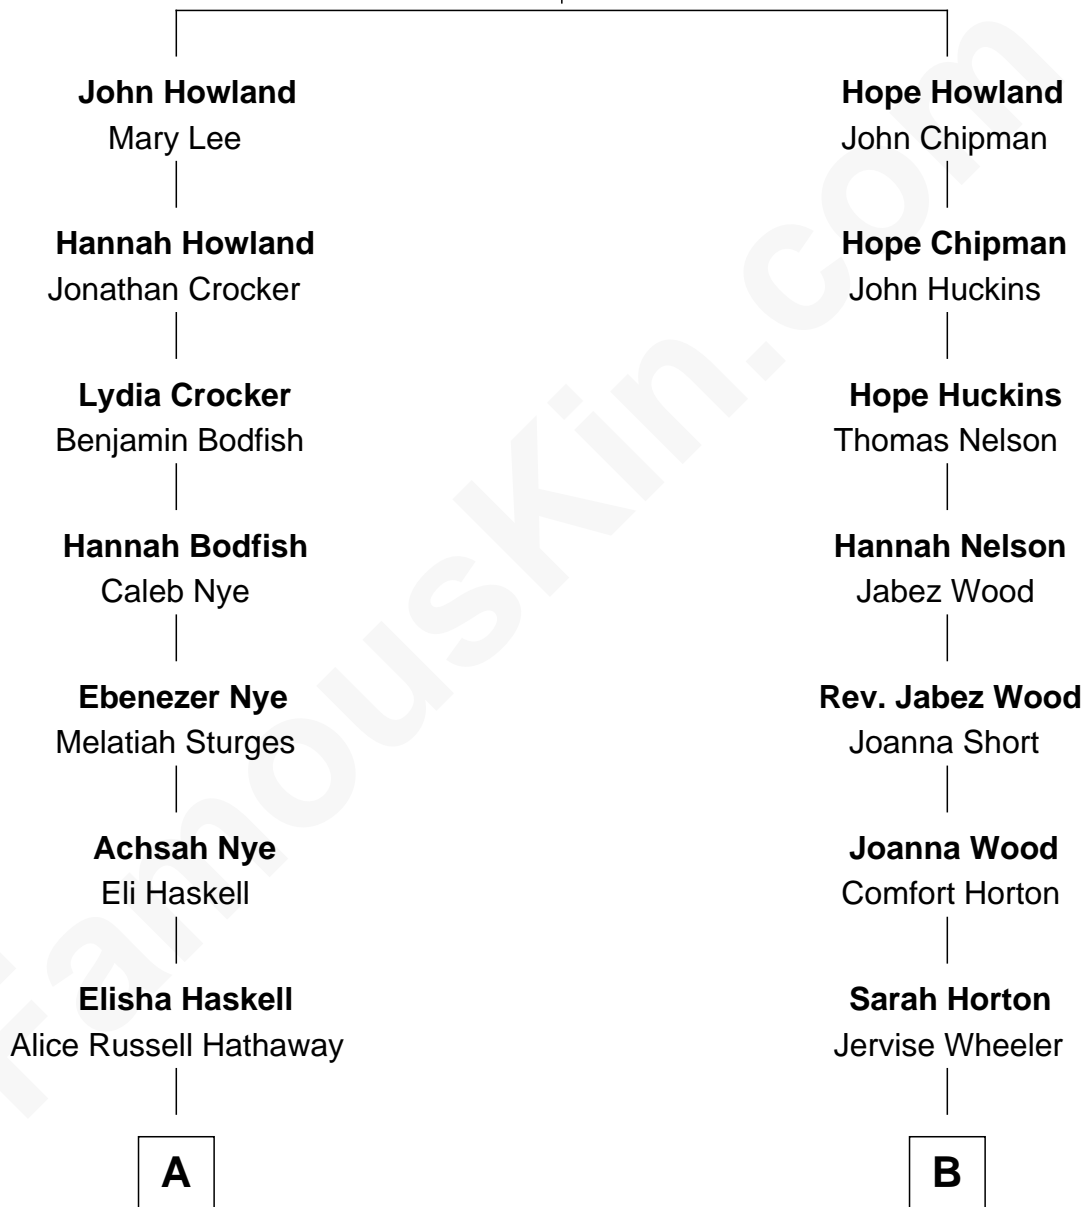 John Howland
Mary Lee
Hannah Howland
Jonathan Crocker
Lydia Crocker
Benjamin Bodfish
Hannah Bodfish
Caleb Nye
Ebenezer Nye
Melatiah Sturges
Achsah Nye
Eli Haskell
Elisha Haskell
Alice Russell Hathaway
A
Hope Howland
John Chipman
Hope Chipman
John Huckins
Hope Huckins
Thomas Nelson
Hannah Nelson
Jabez Wood
Rev. Jabez Wood
Joanna Short
Joanna Wood
Comfort Horton
Sarah Horton
Jervise Wheeler
B
FamousKin.com